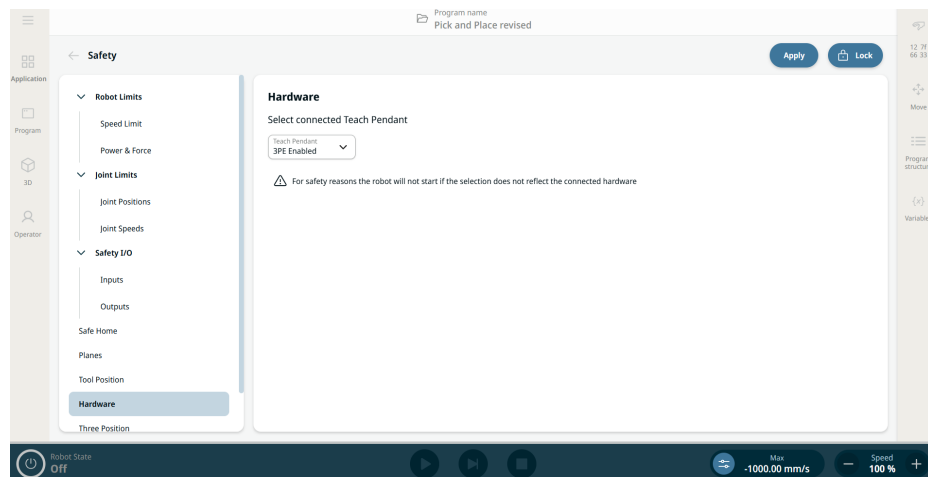 Program name
Pick and Place revised
Safety
Apply
Lock
Application
Program
3D
Operator
Robot Limits
Speed Limit
Power & Force
Joint Limits
Joint Positions
Joint Speeds
Safety I/O
Inputs
Outputs
Safe Home
Planes
Tool Position
Hardware
Three Position
Hardware
Select connected Teach Pendant
Teach Pendant
3PE Enabled
For safety reasons the robot will not start if the selection does not reflect the connected hardware
12 7F
66 33
Move
Program
structur
{x}
Variable
Robot State
Off
Max
-1000.00 mm/s
Speed
100 %